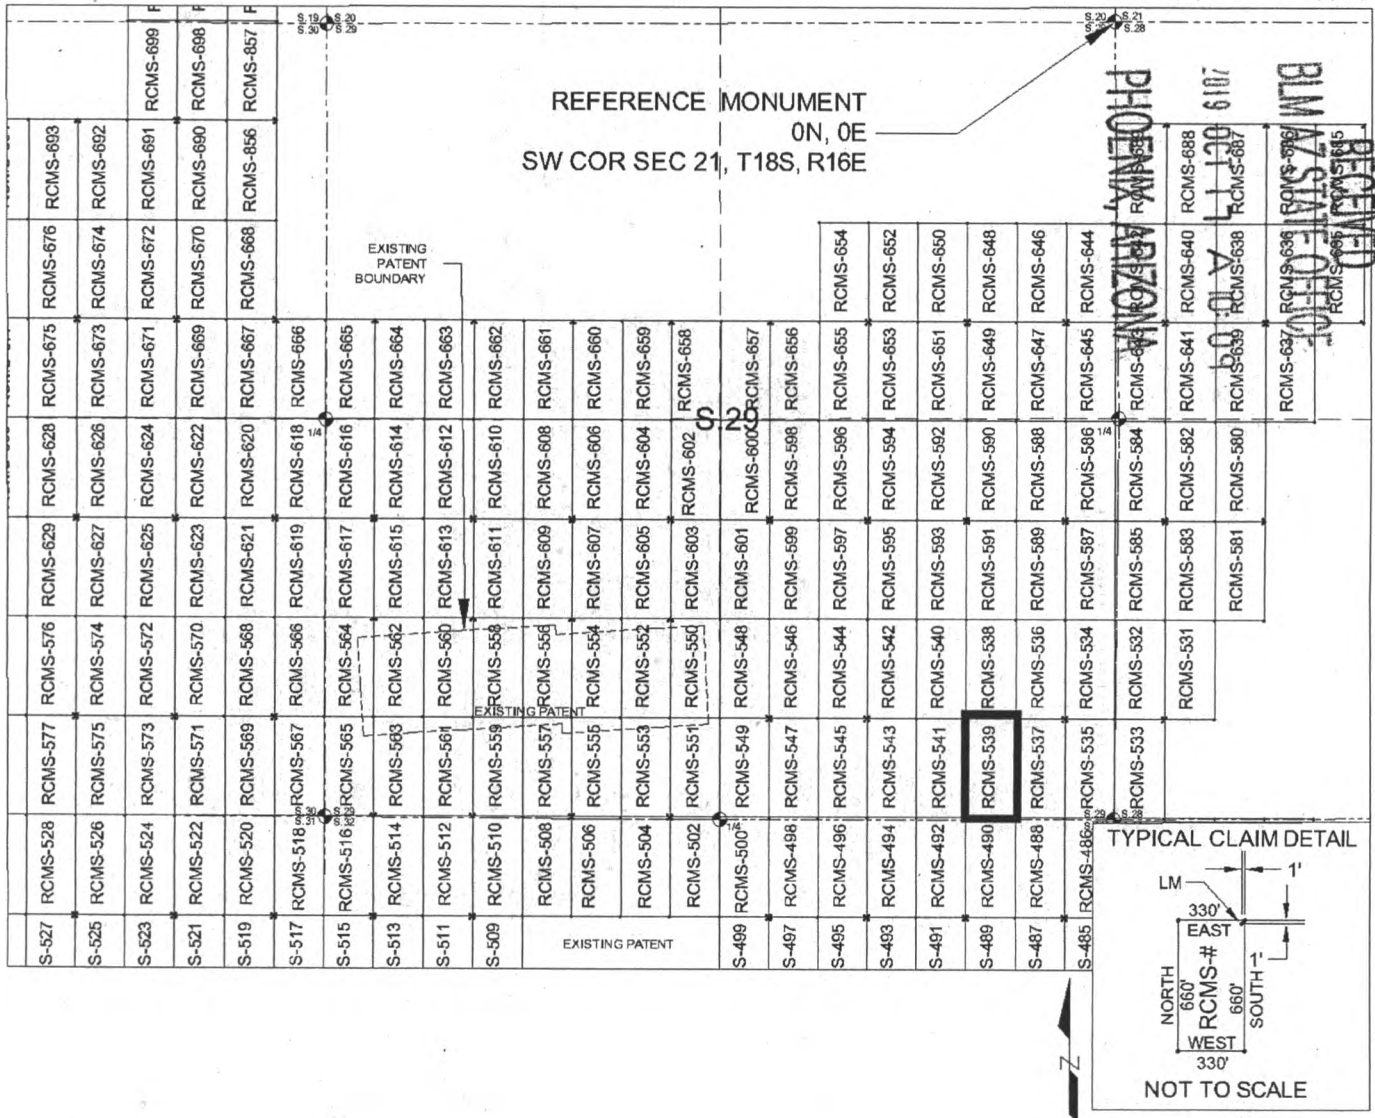 S.19 S.20
S.30 S.29
S.20 S.21
S.28
RCMS-699 RCMS-698 RCMS-857
REFERENCE MONUMENT
0N, 0E
SW COR SEC 21, T18S, R16E
RECEIVED
BLM AZ STATE OFFICE
2019 OCT 17 A 10:09
PHOENIX, ARIZONA
RCMS-693 RCMS-692 RCMS-691 RCMS-690 RCMS-856 RCMS-689 RCMS-688 RCMS-687 RCMS-686 RCMS-685
EXISTING
PATENT
BOUNDARY
RCMS-676 RCMS-674 RCMS-672 RCMS-670 RCMS-668 RCMS-654 RCMS-652 RCMS-650 RCMS-648 RCMS-646 RCMS-644 RCMS-642 RCMS-640 RCMS-638 RCMS-636
RCMS-675 RCMS-673 RCMS-671 RCMS-669 RCMS-667 RCMS-666 RCMS-665 RCMS-664 RCMS-663 RCMS-662 RCMS-661 RCMS-660 RCMS-659 RCMS-658 RCMS-657 RCMS-656 RCMS-655 RCMS-653 RCMS-651 RCMS-649 RCMS-647 RCMS-645 RCMS-643 RCMS-641 RCMS-639 RCMS-637
S.29
1/4 1/4
RCMS-628 RCMS-626 RCMS-624 RCMS-622 RCMS-620 RCMS-618 RCMS-616 RCMS-614 RCMS-612 RCMS-610 RCMS-608 RCMS-606 RCMS-604 RCMS-602 RCMS-600 RCMS-598 RCMS-596 RCMS-594 RCMS-592 RCMS-590 RCMS-588 RCMS-586 RCMS-584 RCMS-582 RCMS-580
RCMS-629 RCMS-627 RCMS-625 RCMS-623 RCMS-621 RCMS-619 RCMS-617 RCMS-615 RCMS-613 RCMS-611 RCMS-609 RCMS-607 RCMS-605 RCMS-603 RCMS-601 RCMS-599 RCMS-597 RCMS-595 RCMS-593 RCMS-591 RCMS-589 RCMS-587 RCMS-585 RCMS-583 RCMS-581
RCMS-576 RCMS-574 RCMS-572 RCMS-570 RCMS-568 RCMS-566 RCMS-564 RCMS-562 RCMS-560 RCMS-558 RCMS-556 RCMS-554 RCMS-552 RCMS-550 RCMS-548 RCMS-546 RCMS-544 RCMS-542 RCMS-540 RCMS-538 RCMS-536 RCMS-534 RCMS-532 RCMS-531
EXISTING PATENT
RCMS-577 RCMS-575 RCMS-573 RCMS-571 RCMS-569 RCMS-567 RCMS-565 RCMS-563 RCMS-561 RCMS-559 RCMS-557 RCMS-555 RCMS-553 RCMS-551 RCMS-549 RCMS-547 RCMS-545 RCMS-543 RCMS-541 RCMS-539 RCMS-537 RCMS-535 RCMS-533
S.30 S.29 S.29 S.28
S.31 S.32 1/4
RCMS-528 RCMS-526 RCMS-524 RCMS-522 RCMS-520 RCMS-518 RCMS-516 RCMS-514 RCMS-512 RCMS-510 RCMS-508 RCMS-506 RCMS-504 RCMS-502 RCMS-500 RCMS-498 RCMS-496 RCMS-494 RCMS-492 RCMS-490 RCMS-488 RCMS-486
S-527 S-525 S-523 S-521 S-519 S-517 S-515 S-513 S-511 S-509 EXISTING PATENT S-499 S-497 S-495 S-493 S-491 S-489 S-487 S-485
TYPICAL CLAIM DETAIL
1'
LM
330'
EAST
1'
NORTH
660'
RCMS-#
660'
SOUTH
WEST
330'
NOT TO SCALE
N